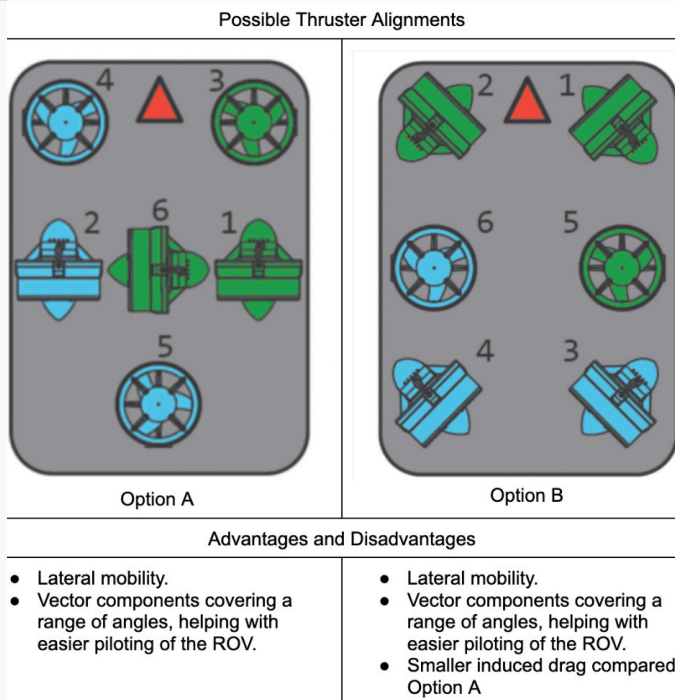 Possible Thruster Alignments
4 3
2 6 1
5
Option A
2 1
6 5
4 3
Option B
Advantages and Disadvantages
● Lateral mobility.
● Vector components covering a
range of angles, helping with
easier piloting of the ROV.
● Lateral mobility.
● Vector components covering a
range of angles, helping with
easier piloting of the ROV.
● Smaller induced drag compared
Option A